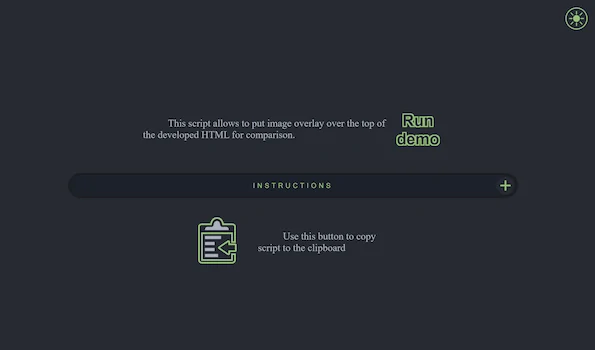 This script allows to put image overlay over the top of
the developed HTML for comparison.
Run
demo
INSTRUCTIONS
Use this button to copy
script to the clipboard